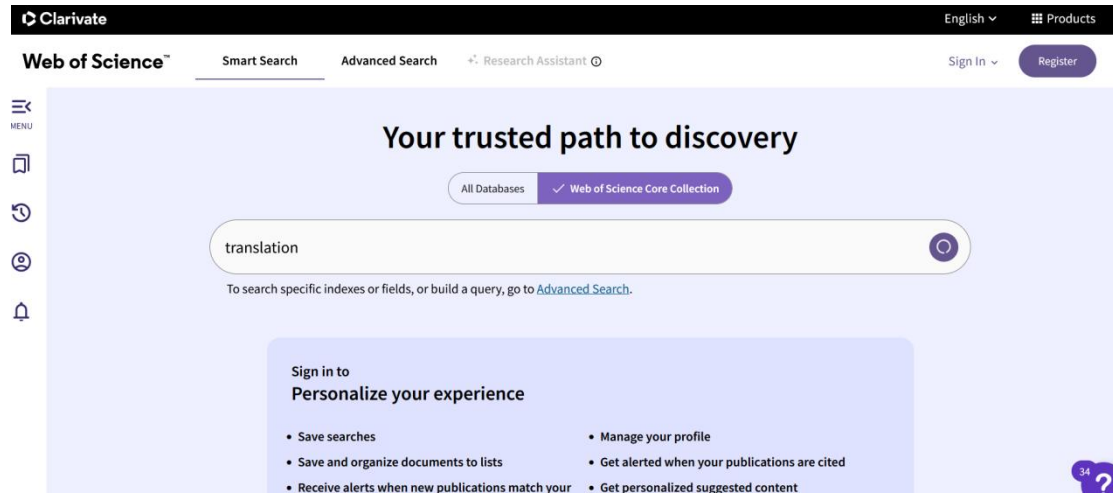 Clarivate
English
Products
Web of Science™
Smart Search
Advanced Search
Research Assistant
Sign In
Register
MENU
Your trusted path to discovery
All Databases
Web of Science Core Collection
translation
To search specific indexes or fields, or build a query, go to Advanced Search.
Sign in to
Personalize your experience
• Save searches
• Manage your profile
• Save and organize documents to lists
• Get alerted when your publications are cited
• Receive alerts when new publications match your
• Get personalized suggested content
34
?